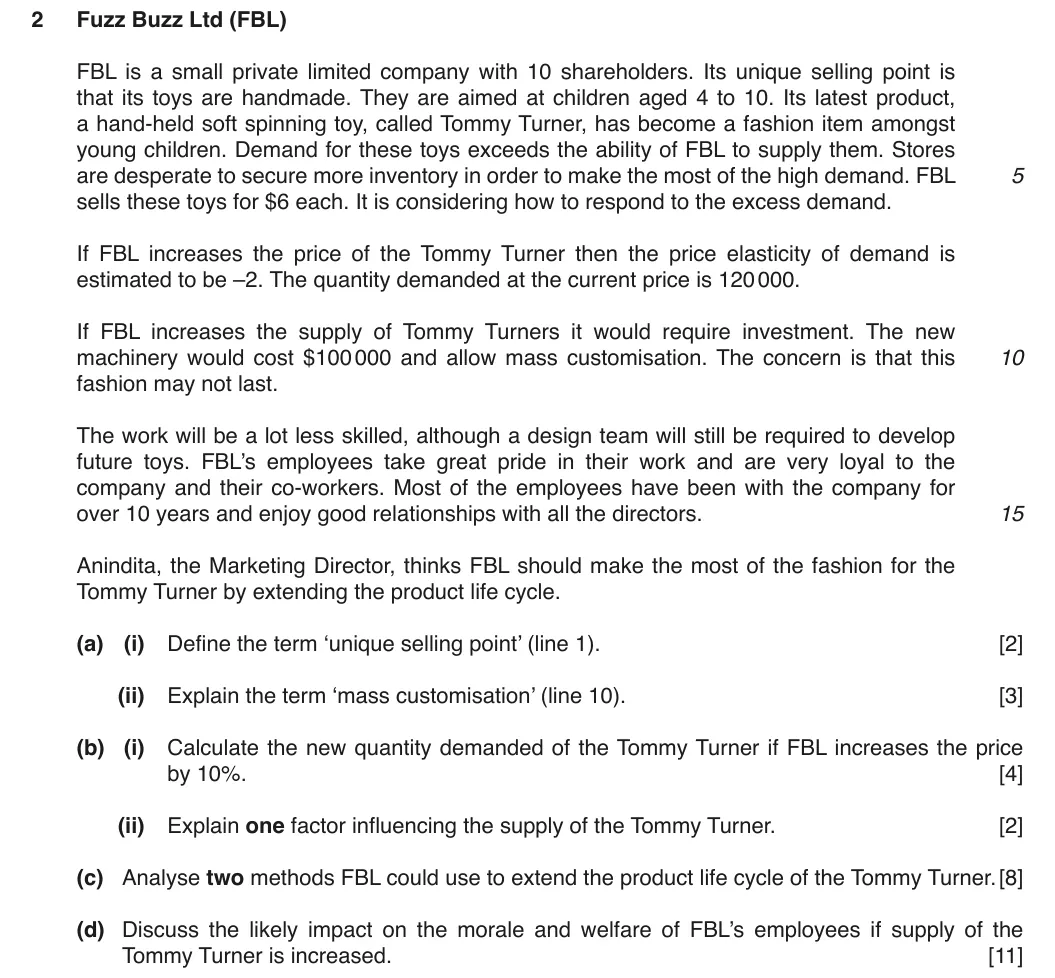 2 Fuzz Buzz Ltd (FBL)
FBL is a small private limited company with 10 shareholders. Its unique selling point is
that its toys are handmade. They are aimed at children aged 4 to 10. Its latest product,
a hand-held soft spinning toy, called Tommy Turner, has become a fashion item amongst
young children. Demand for these toys exceeds the ability of FBL to supply them. Stores
are desperate to secure more inventory in order to make the most of the high demand. FBL 5
sells these toys for $6 each. It is considering how to respond to the excess demand.
If FBL increases the price of the Tommy Turner then the price elasticity of demand is
estimated to be –2. The quantity demanded at the current price is 120 000.
If FBL increases the supply of Tommy Turners it would require investment. The new
machinery would cost $100 000 and allow mass customisation. The concern is that this 10
fashion may not last.
The work will be a lot less skilled, although a design team will still be required to develop
future toys. FBL's employees take great pride in their work and are very loyal to the
company and their co-workers. Most of the employees have been with the company for
over 10 years and enjoy good relationships with all the directors. 15
Anindita, the Marketing Director, thinks FBL should make the most of the fashion for the
Tommy Turner by extending the product life cycle.
(a) (i) Define the term 'unique selling point' (line 1). [2]
(ii) Explain the term 'mass customisation' (line 10). [3]
(b) (i) Calculate the new quantity demanded of the Tommy Turner if FBL increases the price
by 10%. [4]
(ii) Explain one factor influencing the supply of the Tommy Turner. [2]
(c) Analyse two methods FBL could use to extend the product life cycle of the Tommy Turner. [8]
(d) Discuss the likely impact on the morale and welfare of FBL's employees if supply of the
Tommy Turner is increased. [11]